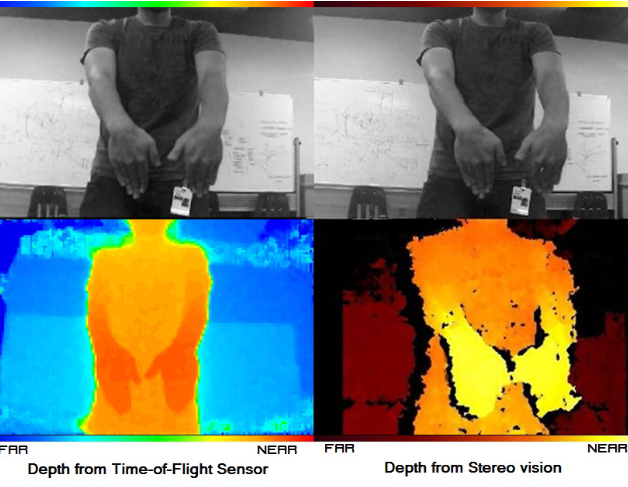 FAR NEAR FAR NEAR
Depth from Time-of-Flight Sensor Depth from Stereo vision